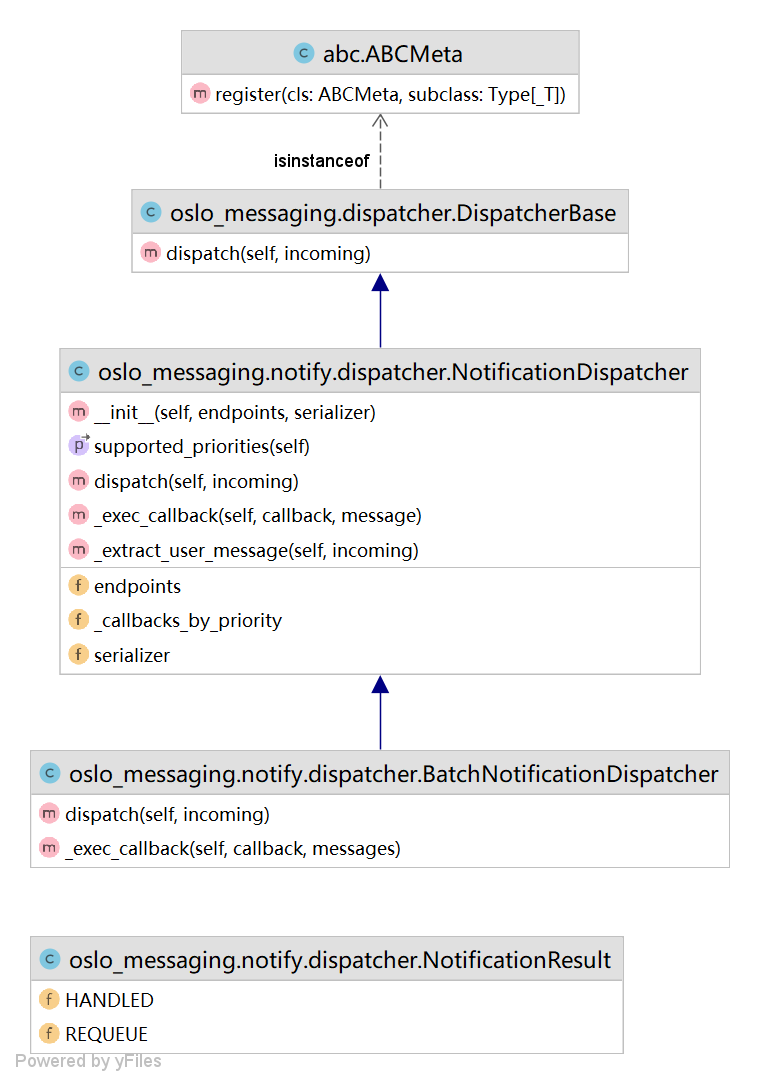 c abc.ABCMeta
m register(cls: ABCMeta, subclass: Type[_T])
isinstanceof
c oslo_messaging.dispatcher.DispatcherBase
m dispatch(self, incoming)
c oslo_messaging.notify.dispatcher.NotificationDispatcher
m __init__(self, endpoints, serializer)
p supported_priorities(self)
m dispatch(self, incoming)
m _exec_callback(self, callback, message)
m _extract_user_message(self, incoming)
f endpoints
f _callbacks_by_priority
f serializer
c oslo_messaging.notify.dispatcher.BatchNotificationDispatcher
m dispatch(self, incoming)
m _exec_callback(self, callback, messages)
c oslo_messaging.notify.dispatcher.NotificationResult
f HANDLED
f REQUEUE
Powered by yFiles